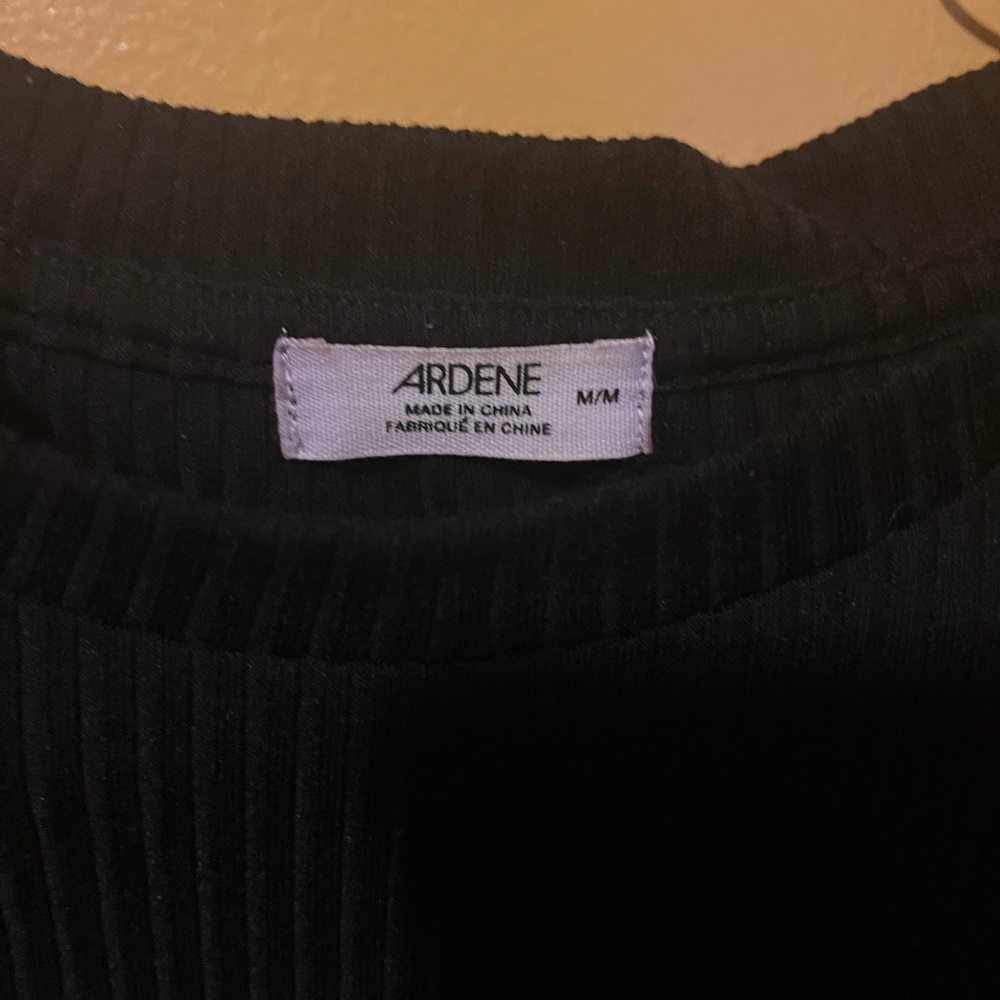 ARDENE
M/M
MADE IN CHINA
FABRIQUÉ EN CHINE